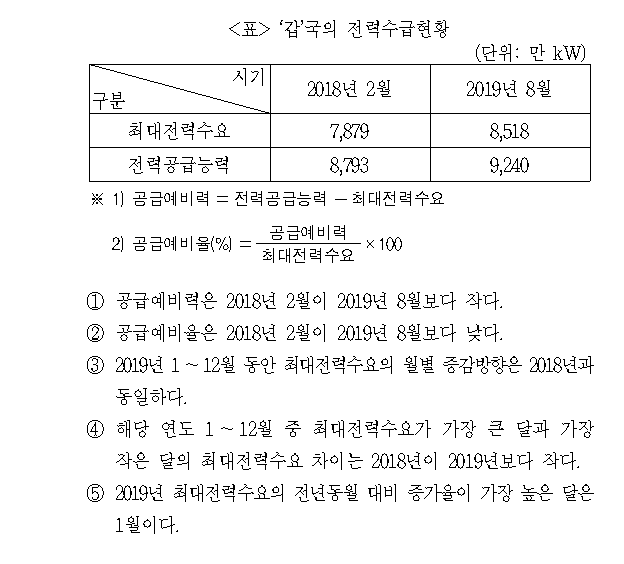 <표> ‘갑’국의 전력수급현황
(단위: 만 kW)
시기
구분
2018년 2월 2019년 8월
최대전력수요 7,879 8,518
전력공급능력 8,793 9,240
※ 1) 공급예비력 = 전력공급능력 − 최대전력수요
2) 공급예비율(%) = 공급예비력 / 최대전력수요 × 100
① 공급예비력은 2018년 2월이 2019년 8월보다 작다.
② 공급예비율은 2018년 2월이 2019년 8월보다 낮다.
③ 2019년 1 ~ 12월 동안 최대전력수요의 월별 증감방향은 2018년과
동일하다.
④ 해당 연도 1 ~ 12월 중 최대전력수요가 가장 큰 달과 가장
작은 달의 최대전력수요 차이는 2018년이 2019년보다 작다.
⑤ 2019년 최대전력수요의 전년동월 대비 증가율이 가장 높은 달은
1월이다.